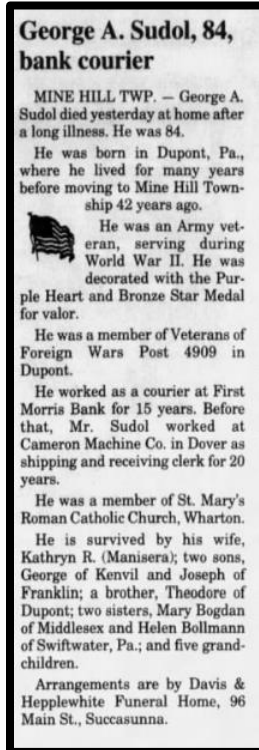 George A. Sudol, 84,
bank courier
MINE HILL TWP. — George A.
Sudol died yesterday at home after
a long illness. He was 84.
He was born in Dupont, Pa.,
where he lived for many years
before moving to Mine Hill Town-
ship 42 years ago.
He was an Army vet-
eran, serving during
World War II. He was
decorated with the Pur-
ple Heart and Bronze Star Medal
for valor.
He was a member of Veterans of
Foreign Wars Post 4909 in
Dupont.
He worked as a courier at First
Morris Bank for 15 years. Before
that, Mr. Sudol worked at
Cameron Machine Co. in Dover as
shipping and receiving clerk for 20
years.
He was a member of St. Mary's
Roman Catholic Church, Wharton.
He is survived by his wife,
Kathryn R. (Manisera); two sons,
George of Kenvil and Joseph of
Franklin; a brother, Theodore of
Dupont; two sisters, Mary Bogdan
of Middlesex and Helen Bollmann
of Swiftwater, Pa.; and five grand-
children.
Arrangements are by Davis &
Hepplewhite Funeral Home, 96
Main St., Succasunna.